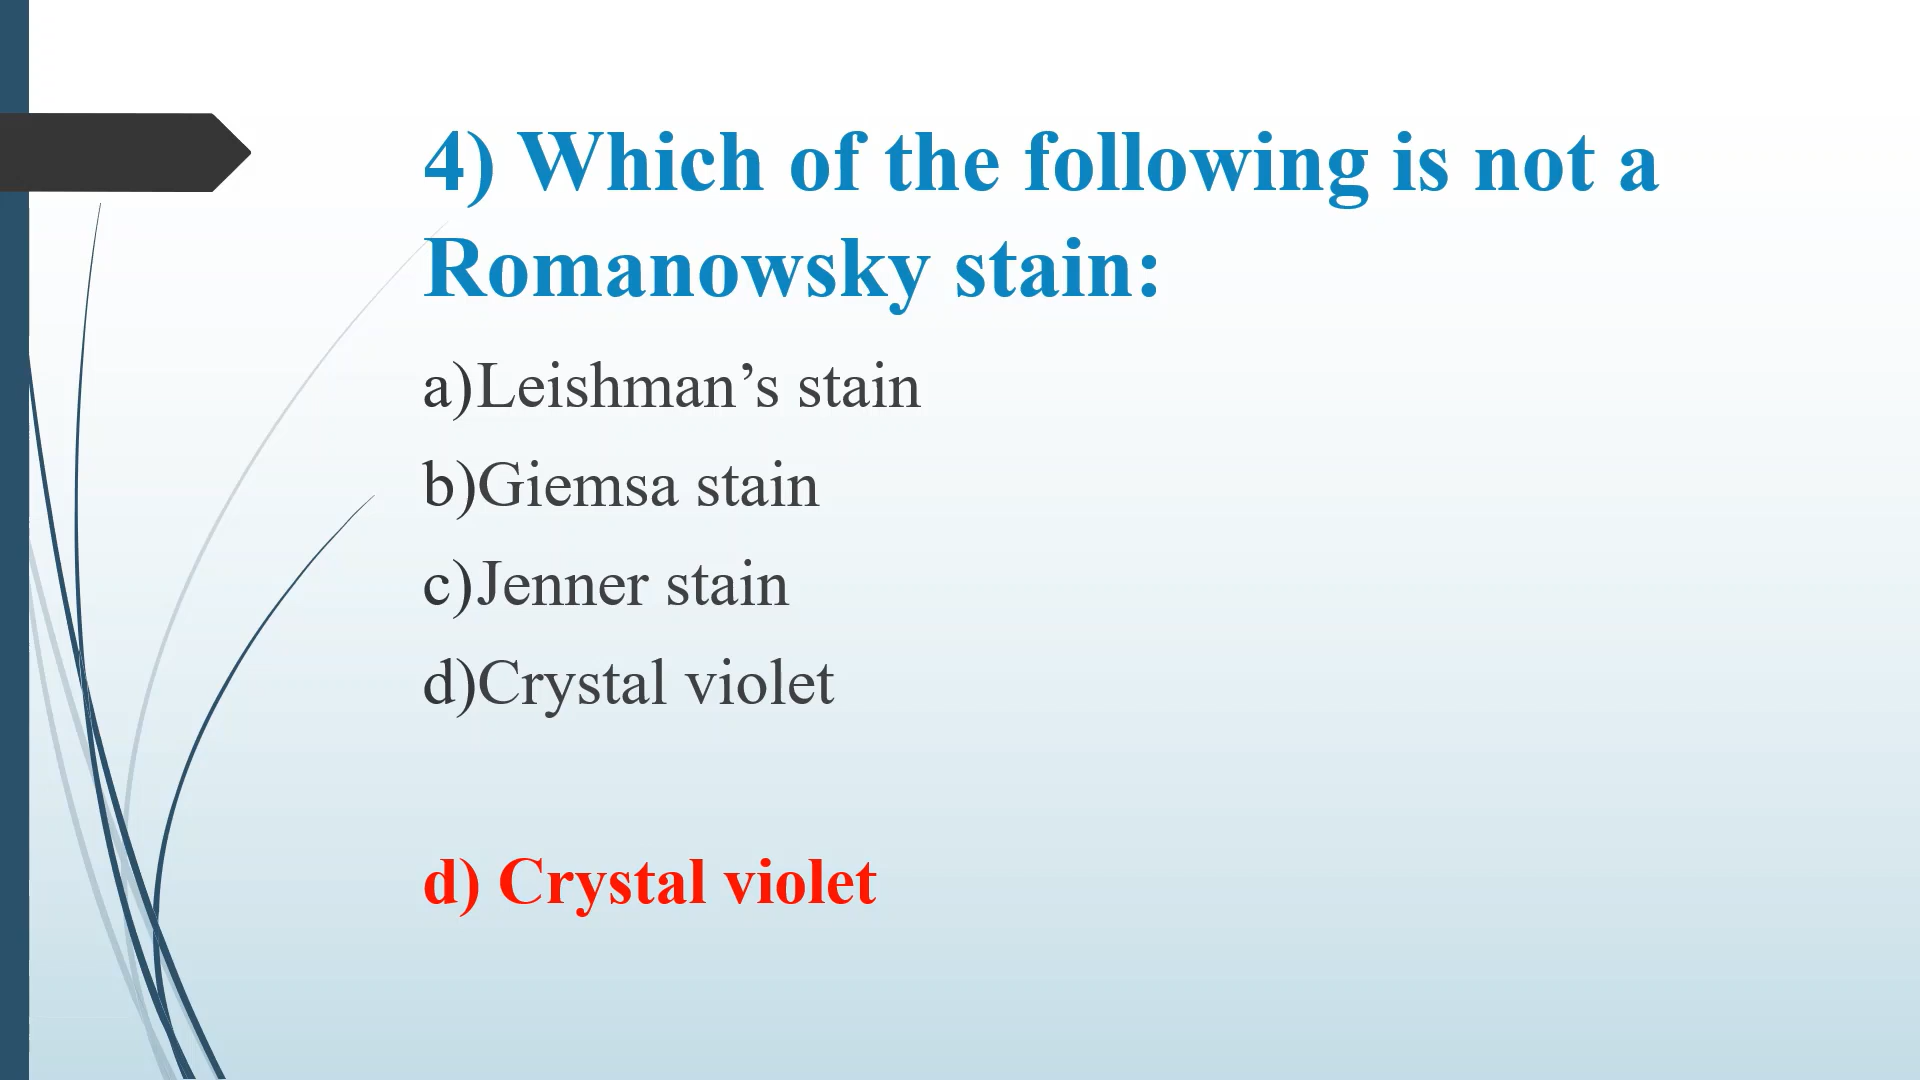 4) Which of the following is not a
Romanowsky stain:
a)Leishman’s stain
b)Giemsa stain
c)Jenner stain
d)Crystal violet
d) Crystal violet